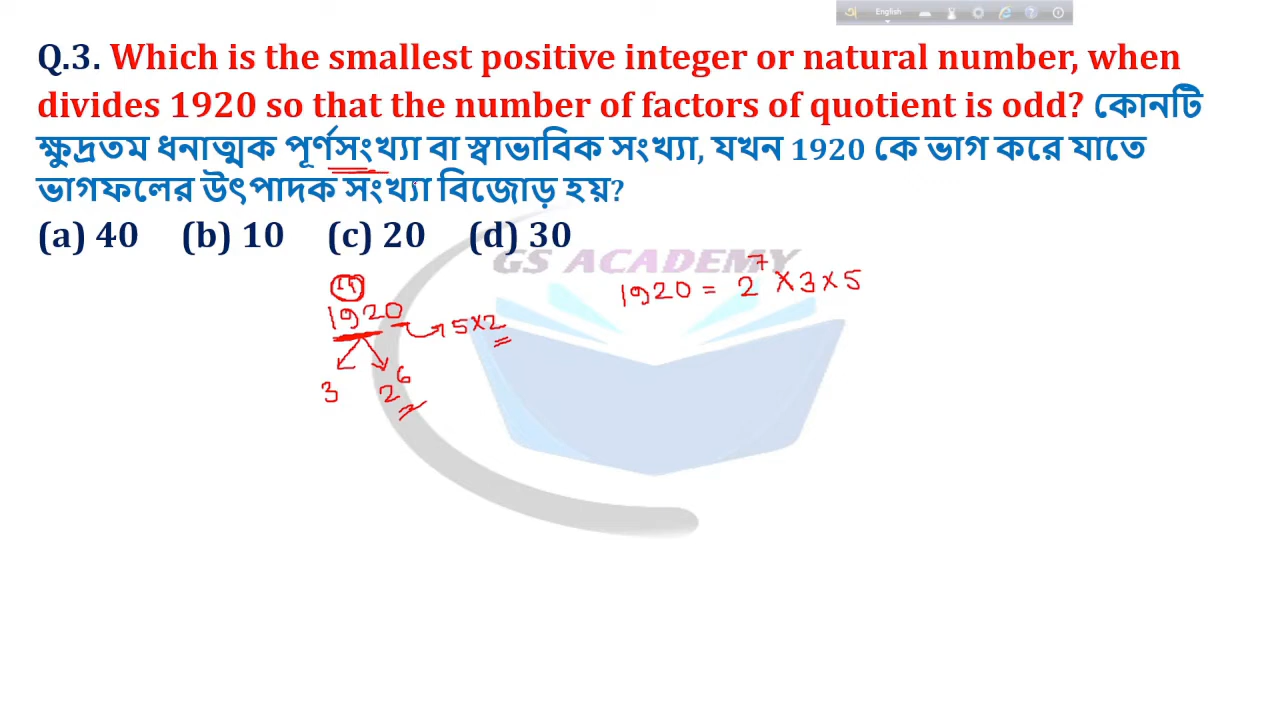 অ English
Q.3. Which is the smallest positive integer or natural number, when
divides 1920 so that the number of factors of quotient is odd? কোনটি
ক্ষুদ্রতম ধনাত্মক পূর্ণসংখ্যা বা স্বাভাবিক সংখ্যা, যখন 1920 কে ভাগ করে যাতে
ভাগফলের উৎপাদক সংখ্যা বিজোড় হয়?
(a) 40 (b) 10 (c) 20 (d) 30
GS ACADEMY
1920 = 2⁷ × 3 × 5
1920
5×2
3 2⁶